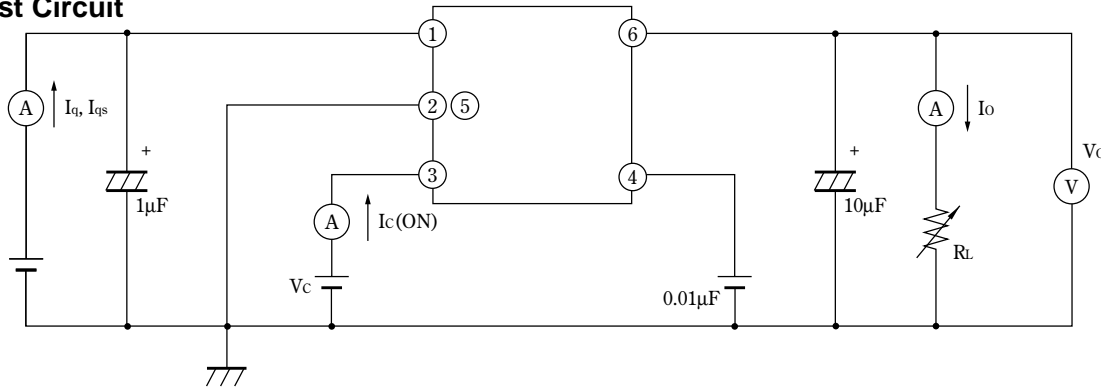 st Circuit
1
6
A
Iq, Iqs
2 5
A
IO
+
1μF
3
4
+
10μF
VO
V
A
IC(ON)
RL
VC
0.01μF